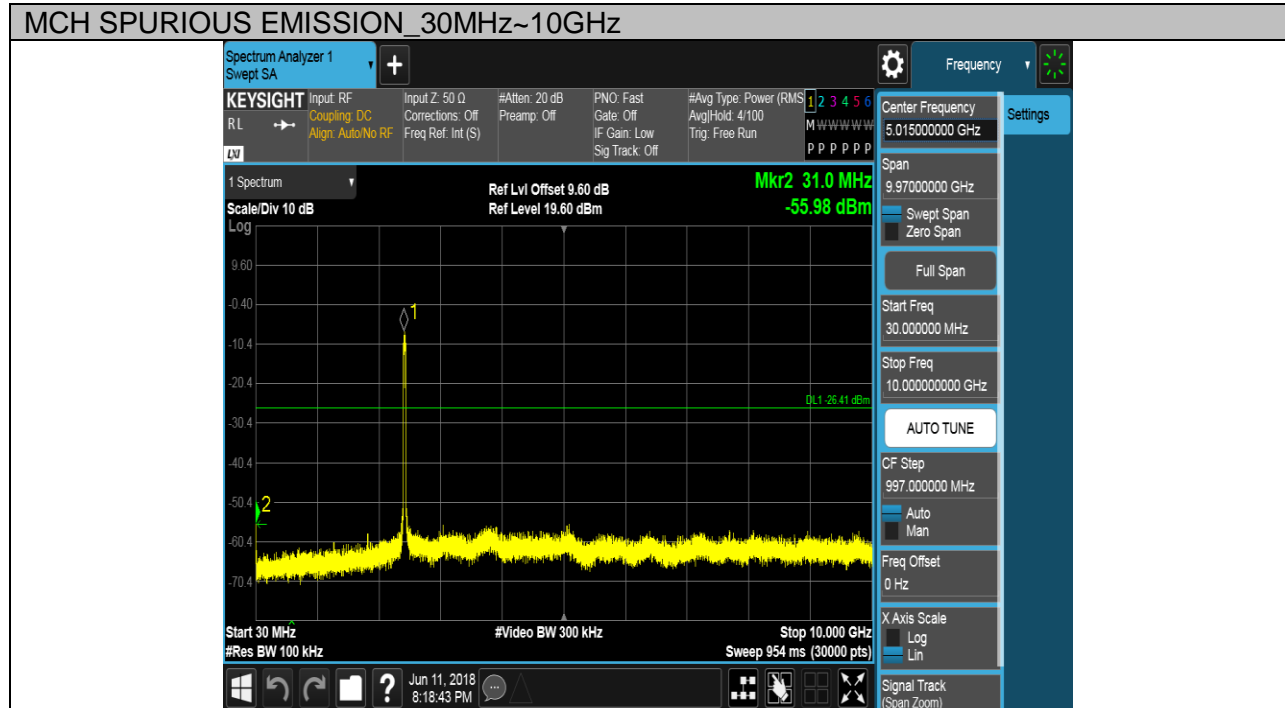 MCH SPURIOUS EMISSION_30MHz~10GHz
Spectrum Analyzer 1
Swept SA
+
Frequency
KEYSIGHT
RL
LXI
Input: RF
Coupling: DC
Align: Auto/No RF
Input Z: 50 Ω
Corrections: Off
Freq Ref: Int (S)
#Atten: 20 dB
Preamp: Off
PNO: Fast
Gate: Off
IF Gain: Low
Sig Track: Off
#Avg Type: Power (RMS
Avg|Hold: 4/100
Trig: Free Run
1 2 3 4 5 6
M W W W W W
P P P P P P
Center Frequency
5.015000000 GHz
Settings
Span
9.97000000 GHz
Swept Span
Zero Span
Full Span
Start Freq
30.000000 MHz
Stop Freq
10.000000000 GHz
AUTO TUNE
CF Step
997.000000 MHz
Auto
Man
Freq Offset
0 Hz
X Axis Scale
Log
Lin
Signal Track
(Span Zoom)
1 Spectrum
Scale/Div 10 dB
Log
Ref Lvl Offset 9.60 dB
Ref Level 19.60 dBm
Mkr2 31.0 MHz
-55.98 dBm
9.60
-0.40
-10.4
-20.4
-30.4
-40.4
-50.4
-60.4
-70.4
1
2
DL1 -26.41 dBm
Start 30 MHz
#Res BW 100 kHz
#Video BW 300 kHz
Stop 10.000 GHz
Sweep 954 ms (30000 pts)
?
Jun 11, 2018
8:18:43 PM